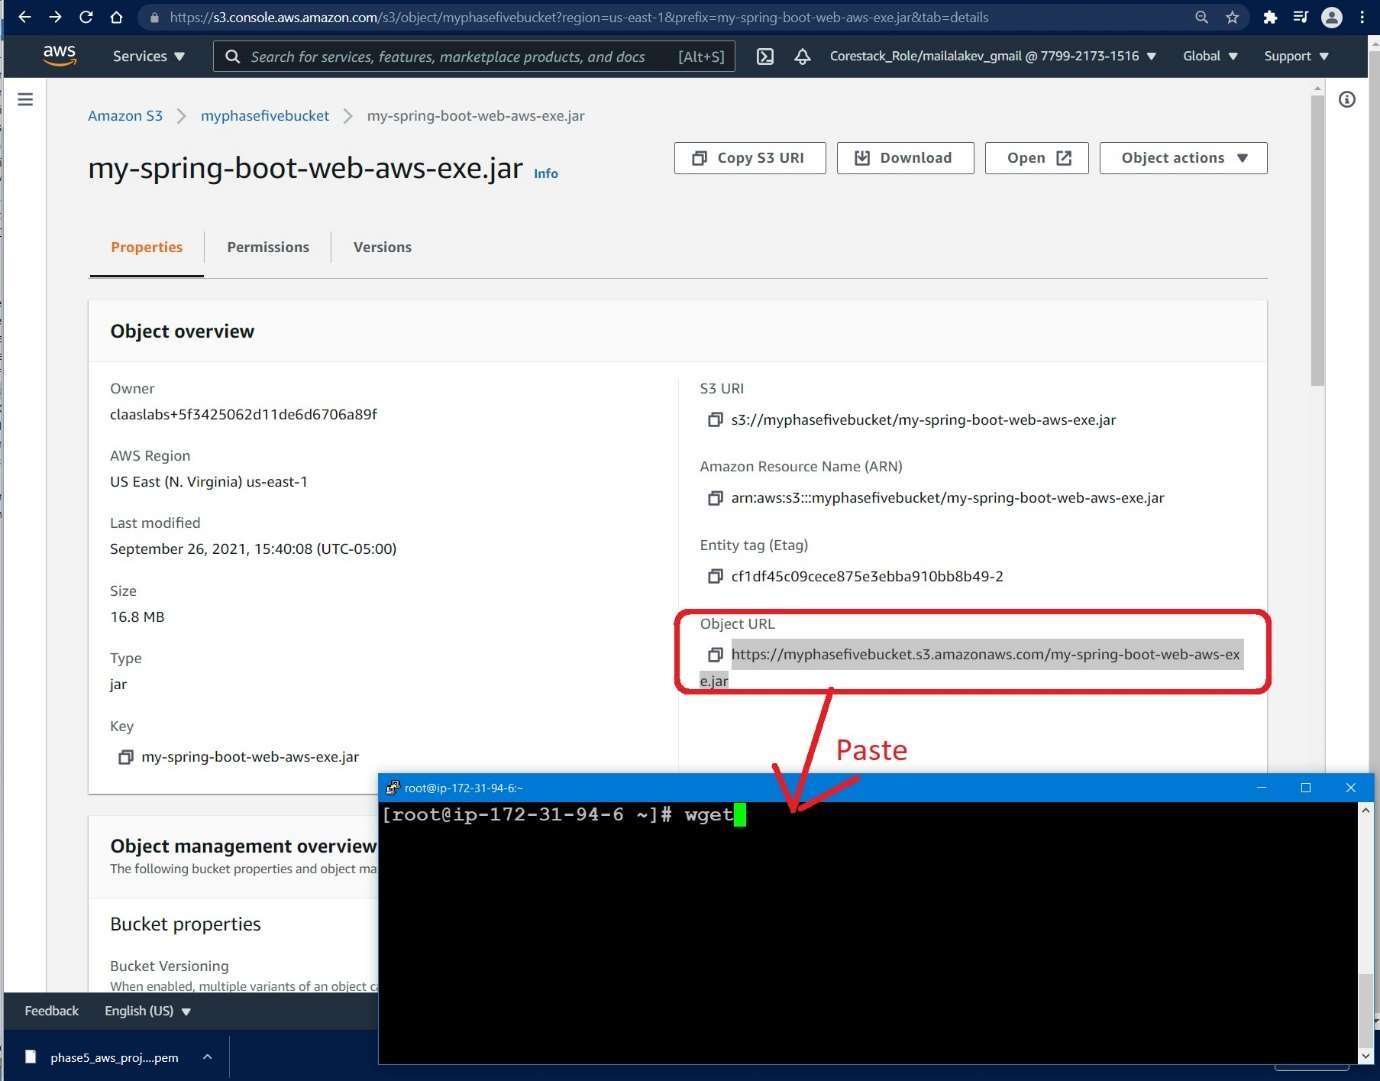 https://s3.console.aws.amazon.com/s3/object/myphasefivebucket?region=us-east-1&prefix=my-spring-boot-web-aws-exe.jar&tab=details
aws Services Search for services, features, marketplace products, and docs [Alt+S] Corestack_Role/mailalakev_gmail @ 7799-2173-1516 Global Support
Amazon S3 myphasefivebucket my-spring-boot-web-aws-exe.jar
my-spring-boot-web-aws-exe.jar Info
Copy S3 URI Download Open Object actions
Properties Permissions Versions
Object overview
Owner
claaslabs+5f3425062d11de6d6706a89f
AWS Region
US East (N. Virginia) us-east-1
Last modified
September 26, 2021, 15:40:08 (UTC-05:00)
Size
16.8 MB
Type
jar
Key
my-spring-boot-web-aws-exe.jar
S3 URI
s3://myphasefivebucket/my-spring-boot-web-aws-exe.jar
Amazon Resource Name (ARN)
arn:aws:s3:::myphasefivebucket/my-spring-boot-web-aws-exe.jar
Entity tag (Etag)
cf1df45c09cece875e3ebba910bb8b49-2
Object URL
https://myphasefivebucket.s3.amazonaws.com/my-spring-boot-web-aws-ex
e.jar
Paste
root@ip-172-31-94-6:~
[root@ip-172-31-94-6 ~]# wget
Object management overview
The following bucket properties and object ma
Bucket properties
Bucket Versioning
When enabled, multiple variants of an object c
Feedback English (US)
phase5_aws_proj....pem